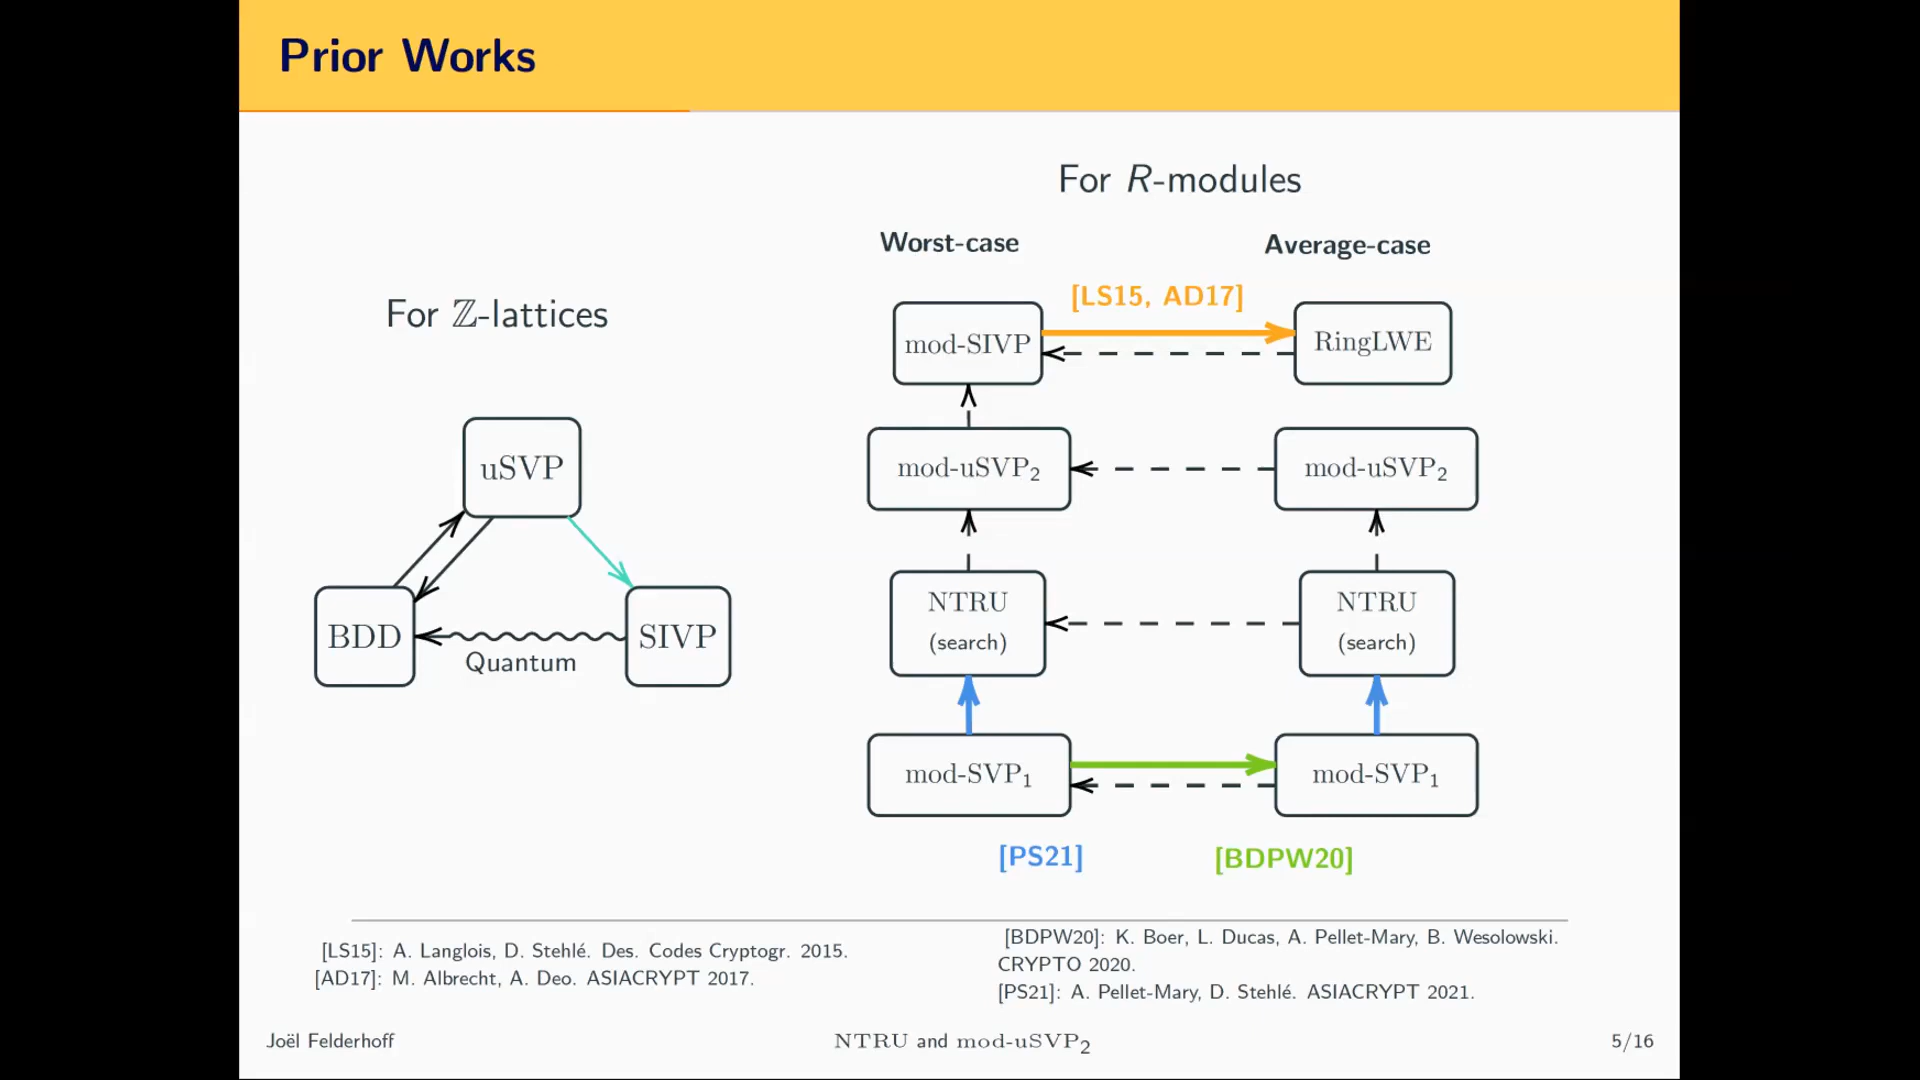 Prior Works
For ℤ-lattices
uSVP
BDD
SIVP
Quantum
For R-modules
Worst-case
Average-case
[LS15, AD17]
mod-SIVP
RingLWE
mod-uSVP₂
mod-uSVP₂
NTRU
(search)
NTRU
(search)
mod-SVP₁
mod-SVP₁
[PS21]
[BDPW20]
[LS15]: A. Langlois, D. Stehlé. Des. Codes Cryptogr. 2015.
[AD17]: M. Albrecht, A. Deo. ASIACRYPT 2017.
[BDPW20]: K. Boer, L. Ducas, A. Pellet-Mary, B. Wesolowski.
CRYPTO 2020.
[PS21]: A. Pellet-Mary, D. Stehlé. ASIACRYPT 2021.
Joël Felderhoff
NTRU and mod-uSVP₂
5/16